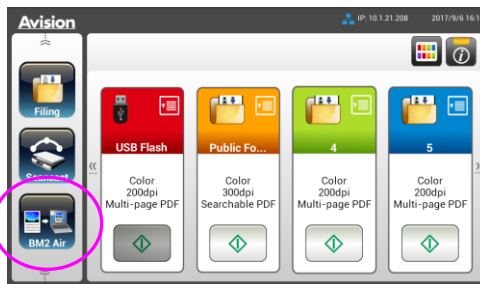 Avision
IP: 10.1.21.208 2017/9/6 16:1
Filing
Scancast
BM2 Air
USB Flash
Color
200dpi
Multi-page PDF
Public Fo...
Color
300dpi
Searchable PDF
4
Color
200dpi
Multi-page PDF
5
Color
200dpi
Multi-page PDF